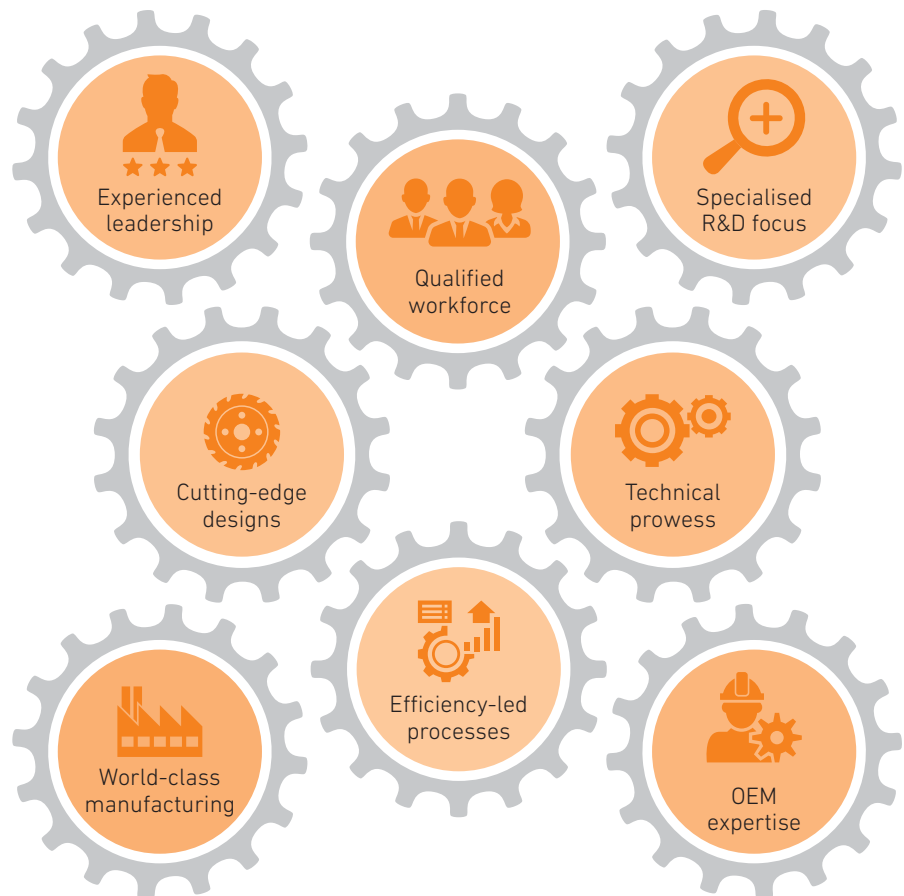 Experienced
leadership
Qualified
workforce
Specialised
R&D focus
Cutting-edge
designs
Technical
prowess
Efficiency-led
processes
World-class
manufacturing
OEM
expertise